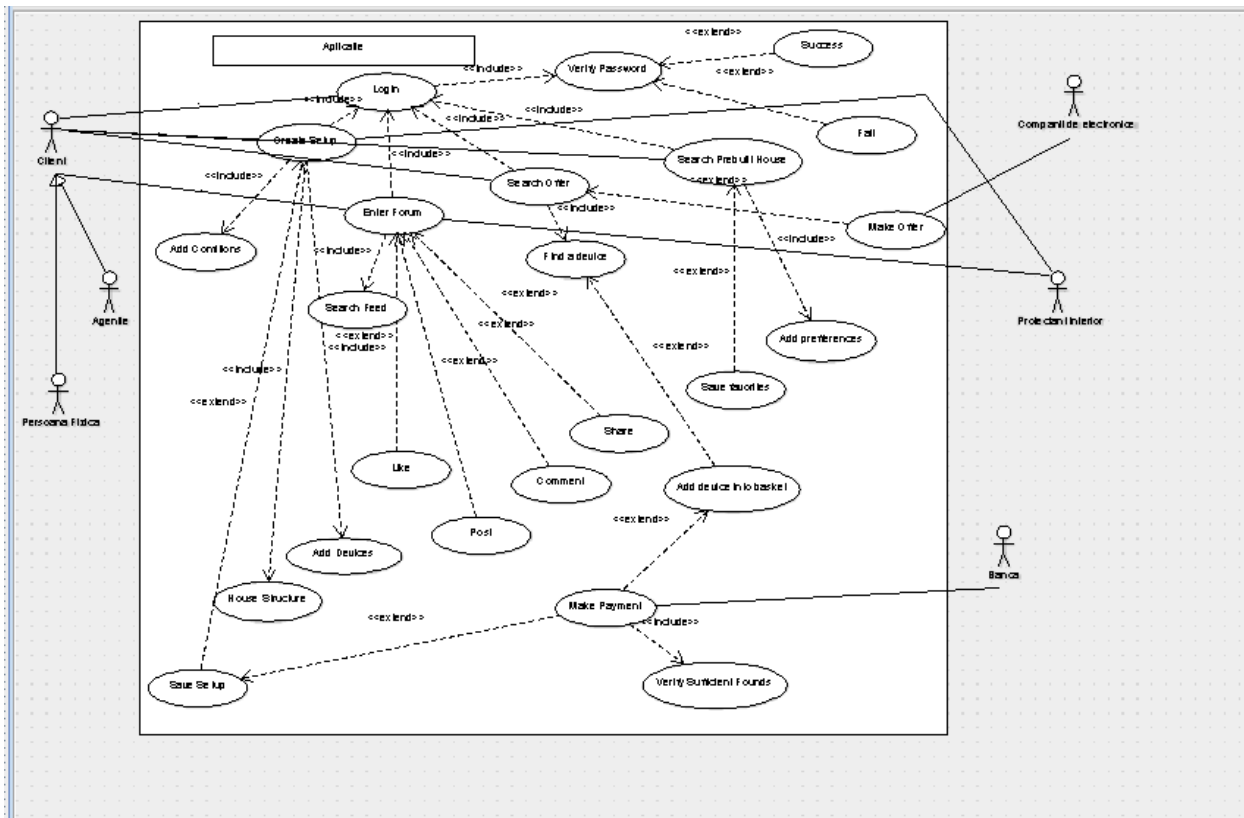 Aplicatie
<<extend>>
Success
<<include>>
Verify Password
<<extend>>
Login
<<include>>
<<include>>
<<include>>
Companii de electronice
Fail
Client
Create Setup
<<include>>
Search Prebuilt House
<<include>>
<<extend>>
Search Offer
<<include>>
Enter Forum
Make Offer
Add Conditions
<<include>>
<<include>>
Find a device
<<extend>>
<<extend>>
Search Feed
Agentie
Proiectant Interior
<<extend>>
<<extend>>
<<include>>
<<extend>>
<<extend>>
Add prefferences
<<include>>
Save favorites
<<extend>>
Persoana Fizica
Share
Like
Comment
Add device into basket
<<extend>>
Post
Add Devices
Banca
House Structure
Make Payment
<<extend>>
<<include>>
Save Setup
Verify Sufficient Founds